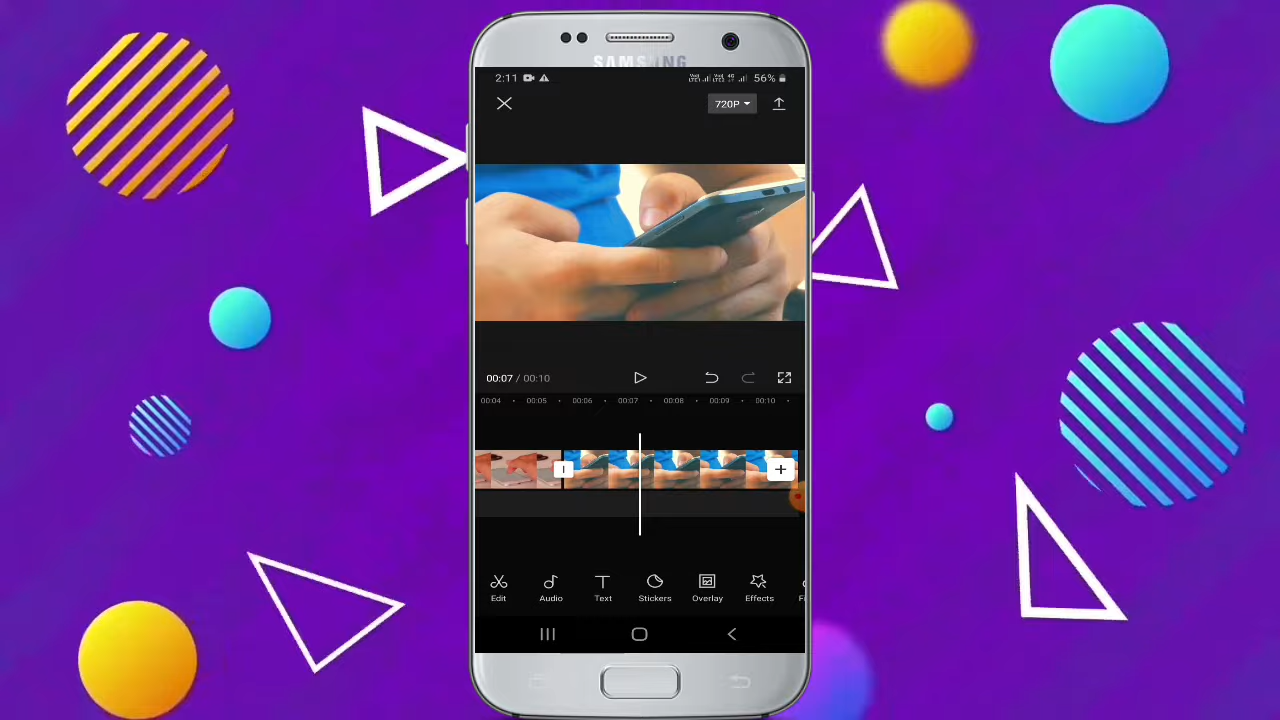 SAMSUNG
2:11 56%
720P
00:07 / 00:10
00:04 00:05 00:06 00:07 00:08 00:09 00:10
Edit Audio Text Stickers Overlay Effects